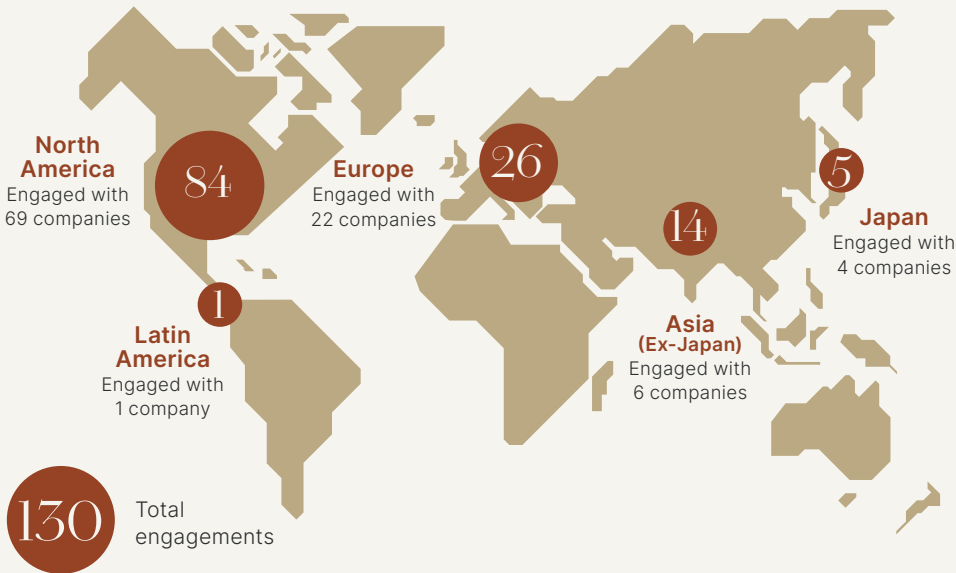 84
North
America
Engaged with
69 companies
26
Europe
Engaged with
22 companies
5
Japan
Engaged with
4 companies
14
Asia
(Ex-Japan)
Engaged with
6 companies
1
Latin
America
Engaged with
1 company
130
Total
engagements